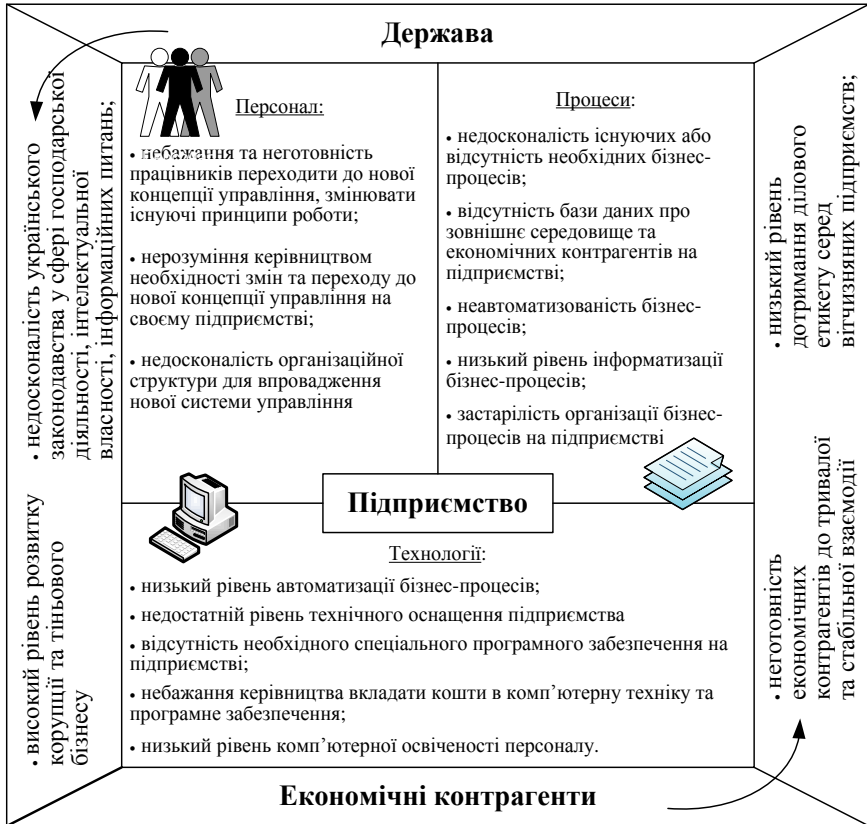 Держава
• недосконалість українського
законодавства у сфері господарської
діяльності, інтелектуальної
власності, інформаційних питань;
• високий рівень розвитку
корупції та тіньового
бізнесу
Персонал:
• небажання та неготовність
працівників переходити до нової
концепції управління, змінювати
існуючі принципи роботи;
• нерозуміння керівництвом
необхідності змін та переходу до
нової концепції управління на
своєму підприємстві;
• недосконалість організаційної
структури для впровадження
нової системи управління
Процеси:
• недосконалість існуючих або
відсутність необхідних бізнес-
процесів;
• відсутність бази даних про
зовнішнє середовище та
економічних контрагентів на
підприємстві;
• неавтоматизованість бізнес-
процесів;
• низький рівень інформатизації
бізнес-процесів;
• застарілість організації бізнес-
процесів на підприємстві
Підприємство
Технології:
• низький рівень автоматизації бізнес-процесів;
• недостатній рівень технічного оснащення підприємства
• відсутність необхідного спеціального програмного забезпечення на
підприємстві;
• небажання керівництва вкладати кошти в комп’ютерну техніку та
програмне забезпечення;
• низький рівень комп’ютерної освіченості персоналу.
• низький рівень
дотримання ділового
етикету серед
вітчизняних підприємств;
• неготовність
економічних
контрагентів до тривалої
та стабільної взаємодії
Економічні контрагенти